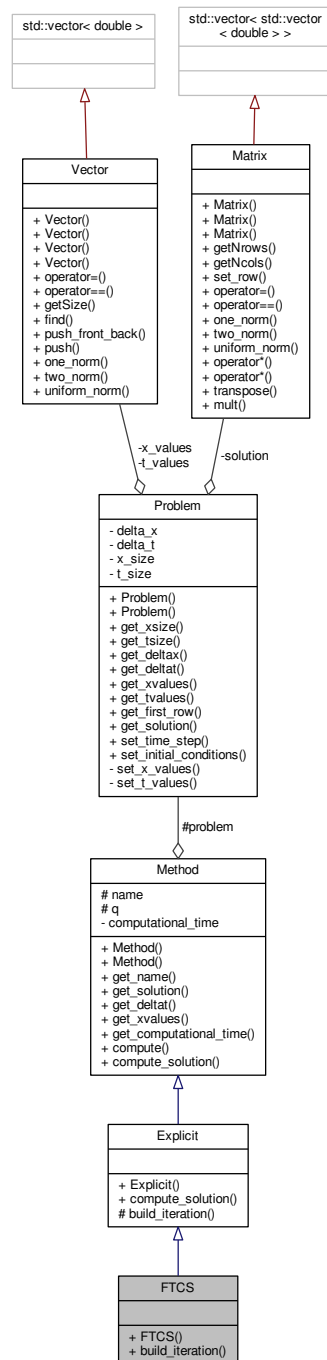 std::vector< double >
std::vector< std::vector
< double > >
Vector
+ Vector()
+ Vector()
+ Vector()
+ Vector()
+ operator=()
+ operator==()
+ getSize()
+ find()
+ push_front_back()
+ push()
+ one_norm()
+ two_norm()
+ uniform_norm()
Matrix
+ Matrix()
+ Matrix()
+ Matrix()
+ getNrows()
+ getNcols()
+ set_row()
+ operator=()
+ operator==()
+ one_norm()
+ two_norm()
+ uniform_norm()
+ operator*()
+ operator*()
+ transpose()
+ mult()
-x_values
-t_values
-solution
Problem
- delta_x
- delta_t
- x_size
- t_size
+ Problem()
+ Problem()
+ get_xsize()
+ get_tsize()
+ get_deltax()
+ get_deltat()
+ get_xvalues()
+ get_tvalues()
+ get_first_row()
+ get_solution()
+ set_time_step()
+ set_initial_conditions()
- set_x_values()
- set_t_values()
#problem
Method
# name
# q
- computational_time
+ Method()
+ Method()
+ get_name()
+ get_solution()
+ get_deltat()
+ get_xvalues()
+ get_computational_time()
+ compute()
+ compute_solution()
Explicit
+ Explicit()
+ compute_solution()
# build_iteration()
FTCS
+ FTCS()
+ build_iteration()